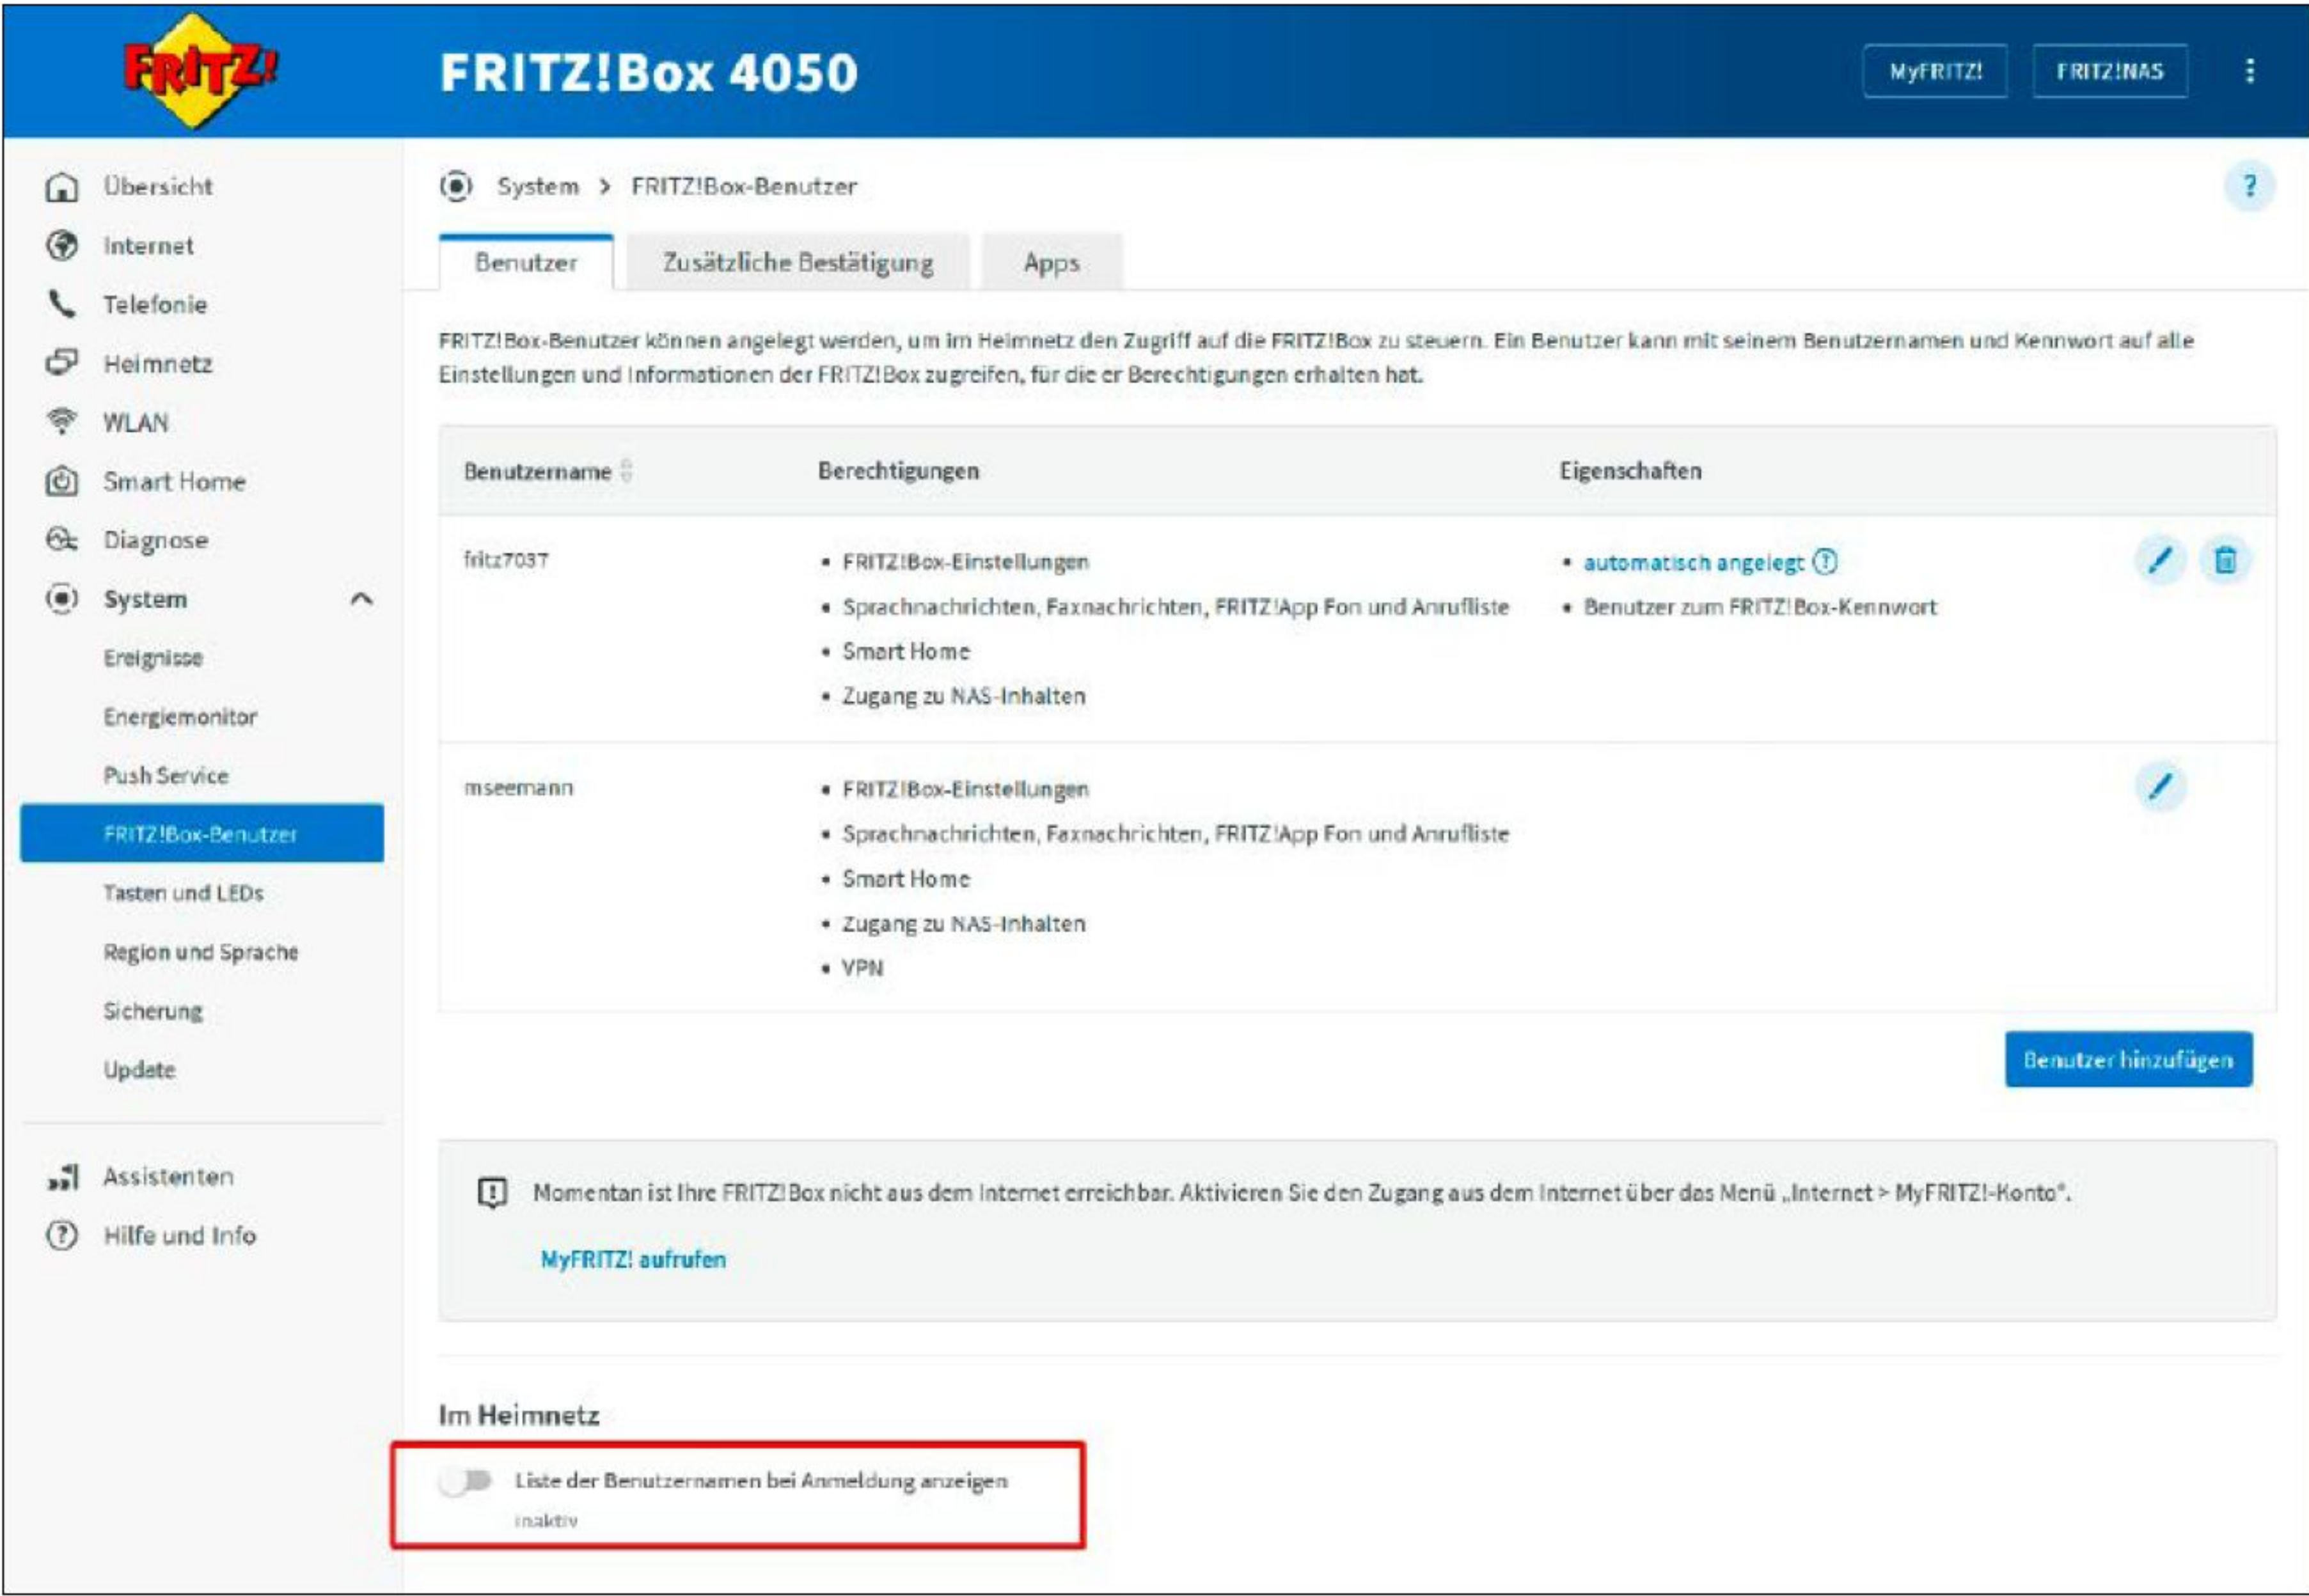 FRITZ!
FRITZ!Box 4050
MyFRITZ!
FRITZ!NAS
Übersicht
Internet
Telefonie
Heimnetz
WLAN
Smart Home
Diagnose
System
Ereignisse
Energiemonitor
Push Service
FRITZ!Box-Benutzer
Tasten und LEDs
Region und Sprache
Sicherung
Update
Assistenten
Hilfe und Info
System > FRITZ!Box-Benutzer
?
Benutzer
Zusätzliche Bestätigung
Apps
FRITZ!Box-Benutzer können angelegt werden, um im Heimnetz den Zugriff auf die FRITZ!Box zu steuern. Ein Benutzer kann mit seinem Benutzernamen und Kennwort auf alle
Einstellungen und Informationen der FRITZ!Box zugreifen, für die er Berechtigungen erhalten hat.
Benutzername
Berechtigungen
Eigenschaften
fritz7037
• FRITZ!Box-Einstellungen
• Sprachnachrichten, Faxnachrichten, FRITZ!App Fon und Anrufliste
• Smart Home
• Zugang zu NAS-Inhalten
• automatisch angelegt
• Benutzer zum FRITZ!Box-Kennwort
mseemann
• FRITZ!Box-Einstellungen
• Sprachnachrichten, Faxnachrichten, FRITZ!App Fon und Anrufliste
• Smart Home
• Zugang zu NAS-Inhalten
• VPN
Benutzer hinzufügen
Momentan ist Ihre FRITZ!Box nicht aus dem Internet erreichbar. Aktivieren Sie den Zugang aus dem Internet über das Menü „Internet > MyFRITZ!-Konto“.
MyFRITZ! aufrufen
Im Heimnetz
Liste der Benutzernamen bei Anmeldung anzeigen
inaktiv